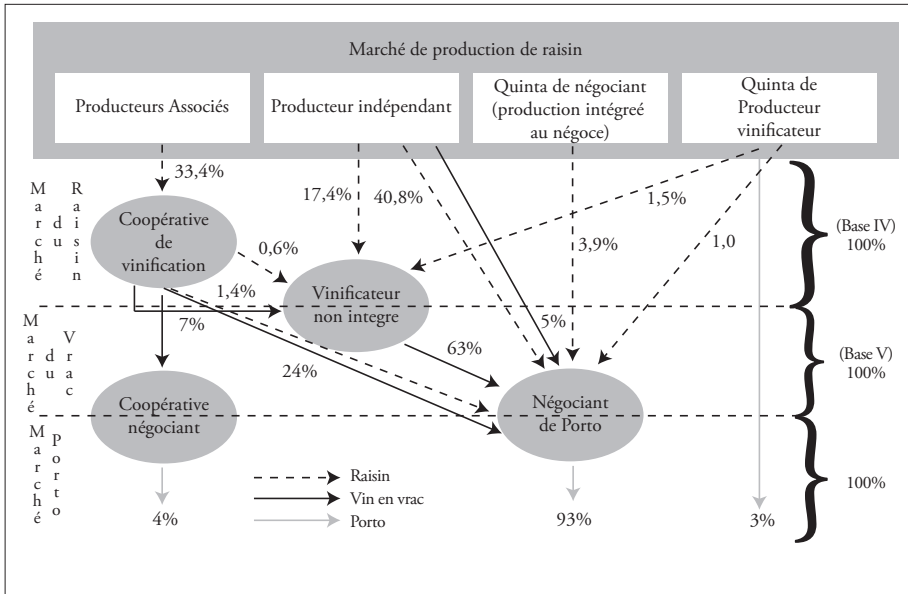 Marché de production de raisin
Producteurs Associés
Producteur indépendant
Quinta de négociant
(production intégreé
au négoce)
Quinta de
Producteur
vinificateur
33,4%
17,4%
40,8%
1,5%
3,9%
1,0
Marché
du
Raisin
Coopérative
de
vinification
0,6%
(Base IV)
100%
1,4%
Vinificateur
non integre
7%
5%
63%
24%
Marché
du
Vrac
(Base V)
100%
Coopérative
négociant
Négociant
de Porto
Marché
Porto
Raisin
Vin en vrac
Porto
100%
4%
93%
3%